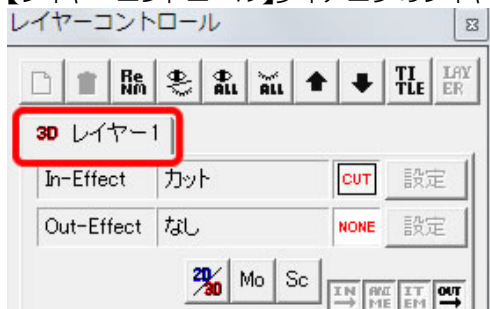 レイヤーコントロール
Re Nm ALL ALL TI TLE LAY ER
3D レイヤー1
In-Effect カット CUT 設定
Out-Effect なし NONE 設定
2D/3D Mo Sc IN ANI ME IT EM OUT